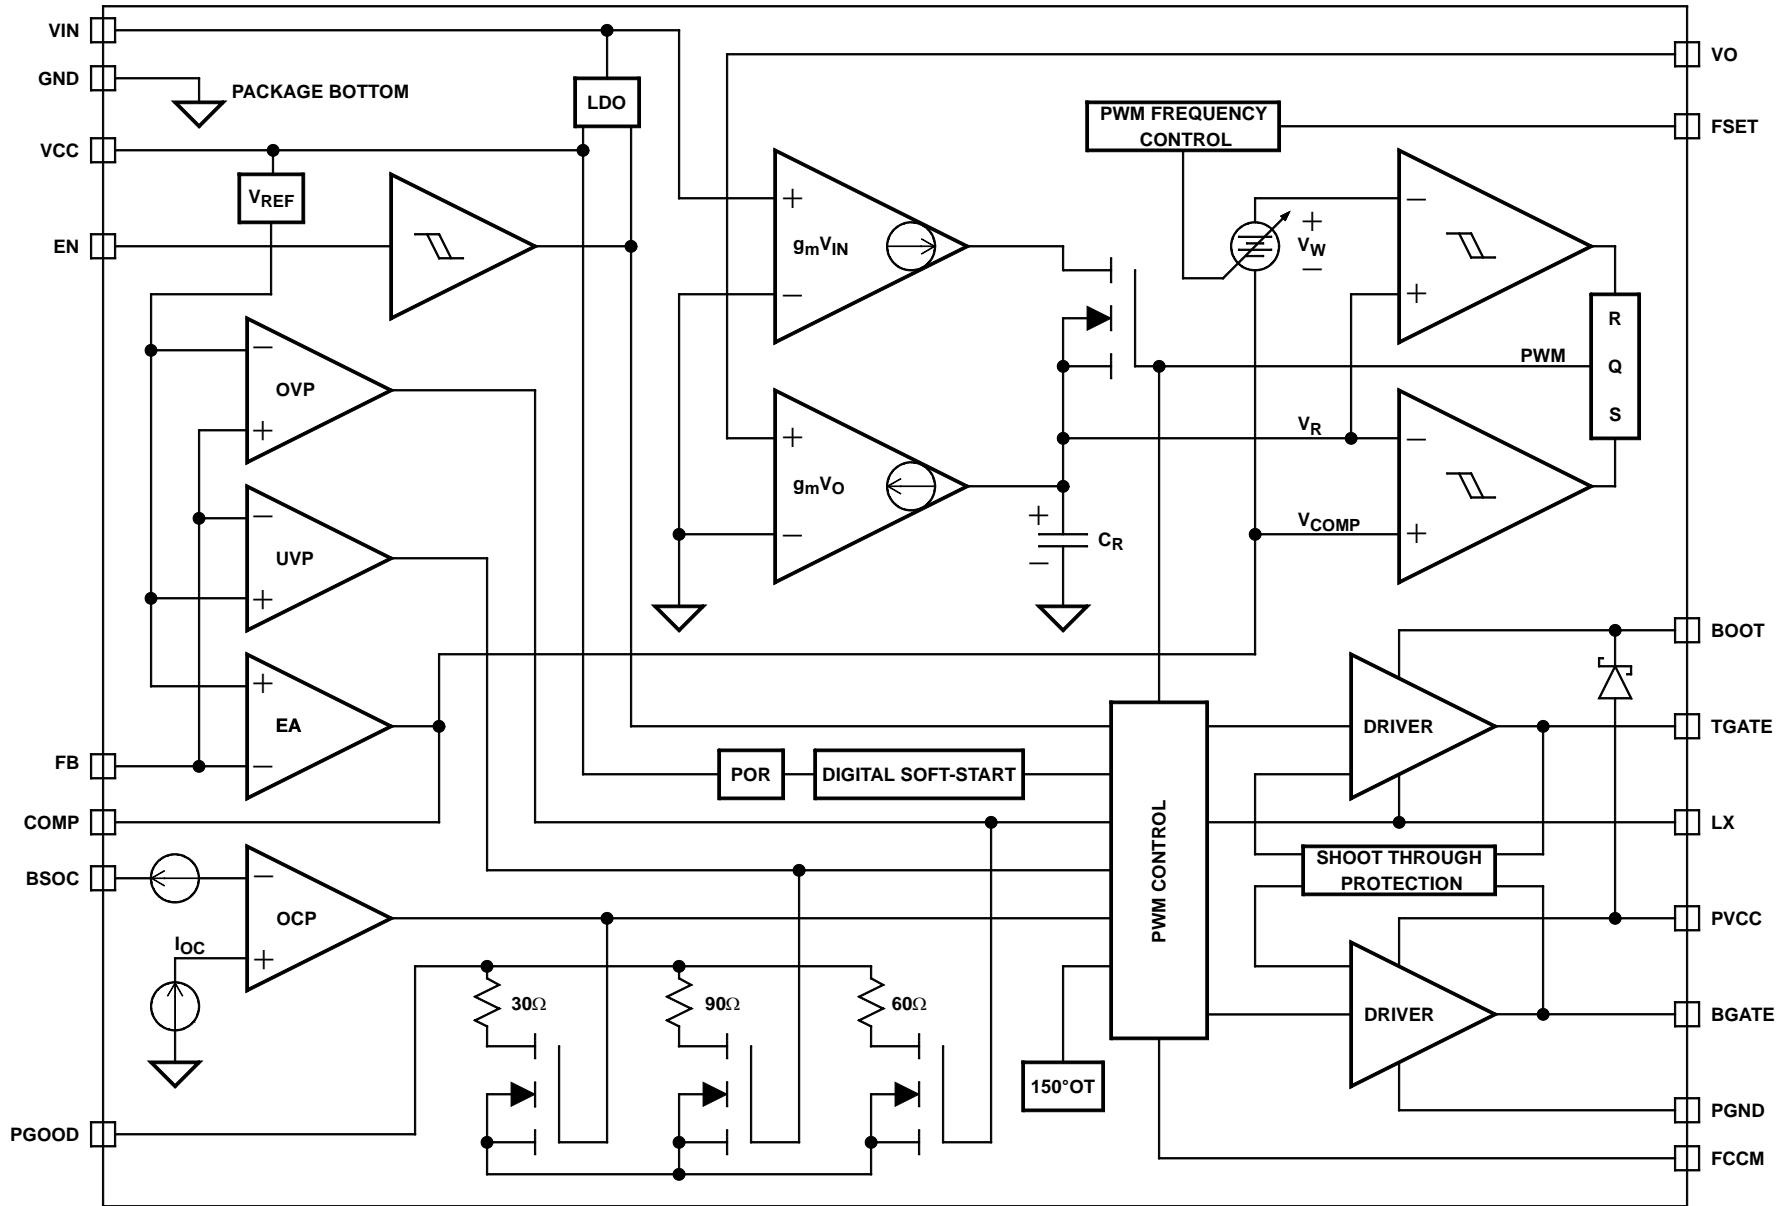 VIN
GND
PACKAGE BOTTOM
VCC
EN
VREF
LDO
gmVIN
+
−
gmVO
+
−
+
CR
−
PWM FREQUENCY
CONTROL
+
VW
−
−
+
VR
−
VCOMP
+
PWM
R
Q
S
VO
FSET
−
OVP
+
−
UVP
+
+
EA
−
FB
COMP
BSOC
−
OCP
IOC
+
PGOOD
30Ω
90Ω
60Ω
POR
DIGITAL SOFT-START
PWM CONTROL
150°OT
DRIVER
SHOOT THROUGH
PROTECTION
DRIVER
BOOT
TGATE
LX
PVCC
BGATE
PGND
FCCM